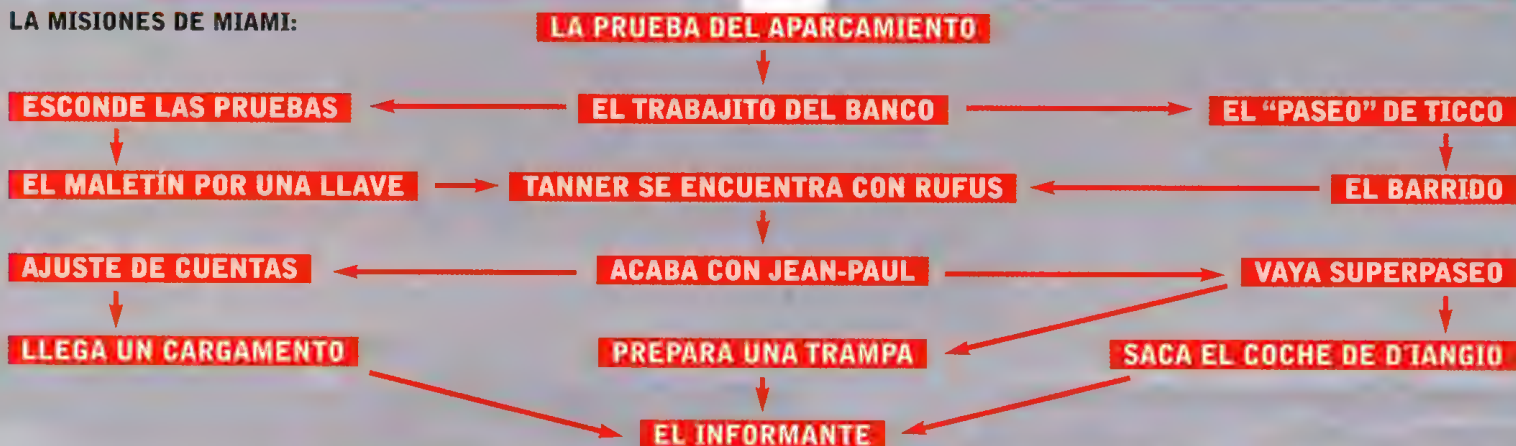 LA MISIONES DE MIAMI:
LA PRUEBA DEL APARCAMIENTO
ESCONDE LAS PRUEBAS
EL TRABAJITO DEL BANCO
EL “PASEO” DE TICCO
EL MALETÍN POR UNA LLAVE
TANNER SE ENCUENTRA CON RUFUS
EL BARRIDO
AJUSTE DE CUENTAS
ACABA CON JEAN-PAUL
VAYA SUPERPASEO
LLEGA UN CARGAMENTO
PREPARA UNA TRAMPA
SACA EL COCHE DE D'IANGIO
EL INFORMANTE